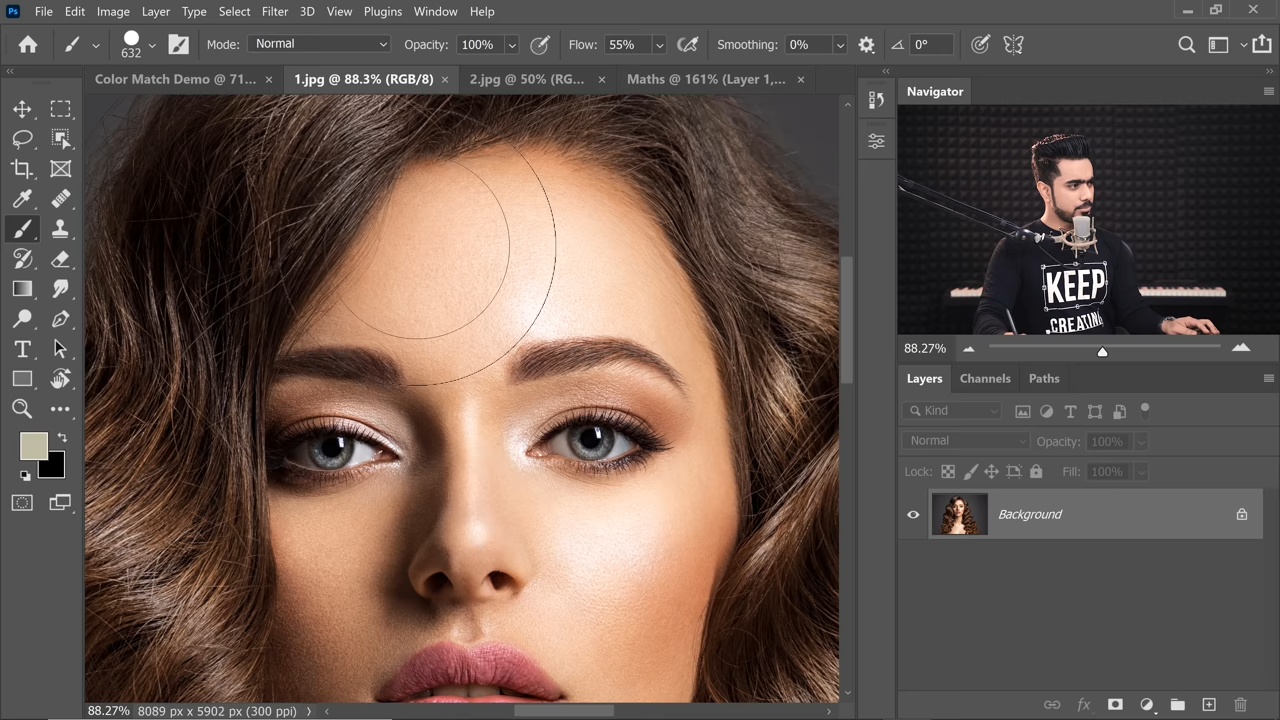 Ps File Edit Image Layer Type Select Filter 3D View Plugins Window Help
632 Mode: Normal Opacity: 100% Flow: 55% Smoothing: 0% 0°
Color Match Demo @ 71... × 1.jpg @ 88.3% (RGB/8) × 2.jpg @ 50% (RG... × Maths @ 161% (Layer 1,... ×
Navigator
KEEP
CREATING
88.27%
Layers Channels Paths
Kind
Normal Opacity: 100%
Lock: Fill: 100%
Background
fx
88.27% 8089 px x 5902 px (300 ppi)